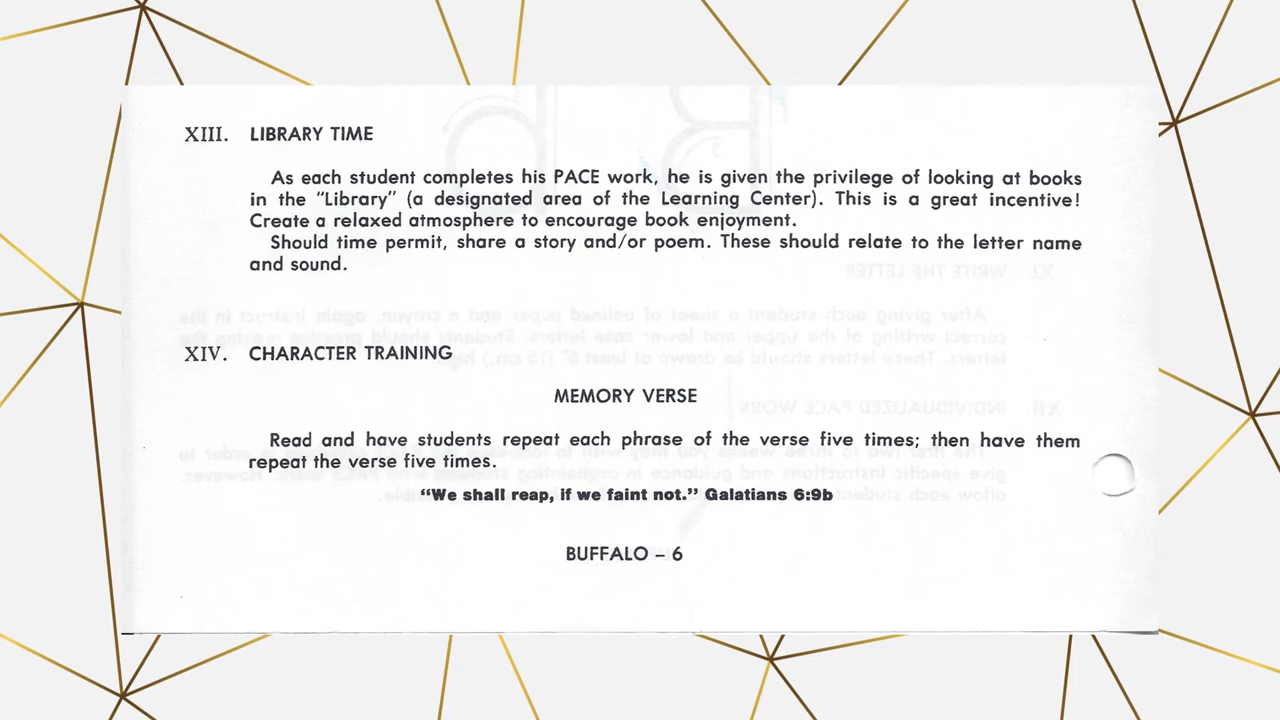 XIII. LIBRARY TIME
As each student completes his PACE work, he is given the privilege of looking at books
in the "Library" (a designated area of the Learning Center). This is a great incentive!
Create a relaxed atmosphere to encourage book enjoyment.
Should time permit, share a story and/or poem. These should relate to the letter name
and sound.
XIV. CHARACTER TRAINING
MEMORY VERSE
Read and have students repeat each phrase of the verse five times; then have them
repeat the verse five times.
"We shall reap, if we faint not." Galatians 6:9b
BUFFALO – 6